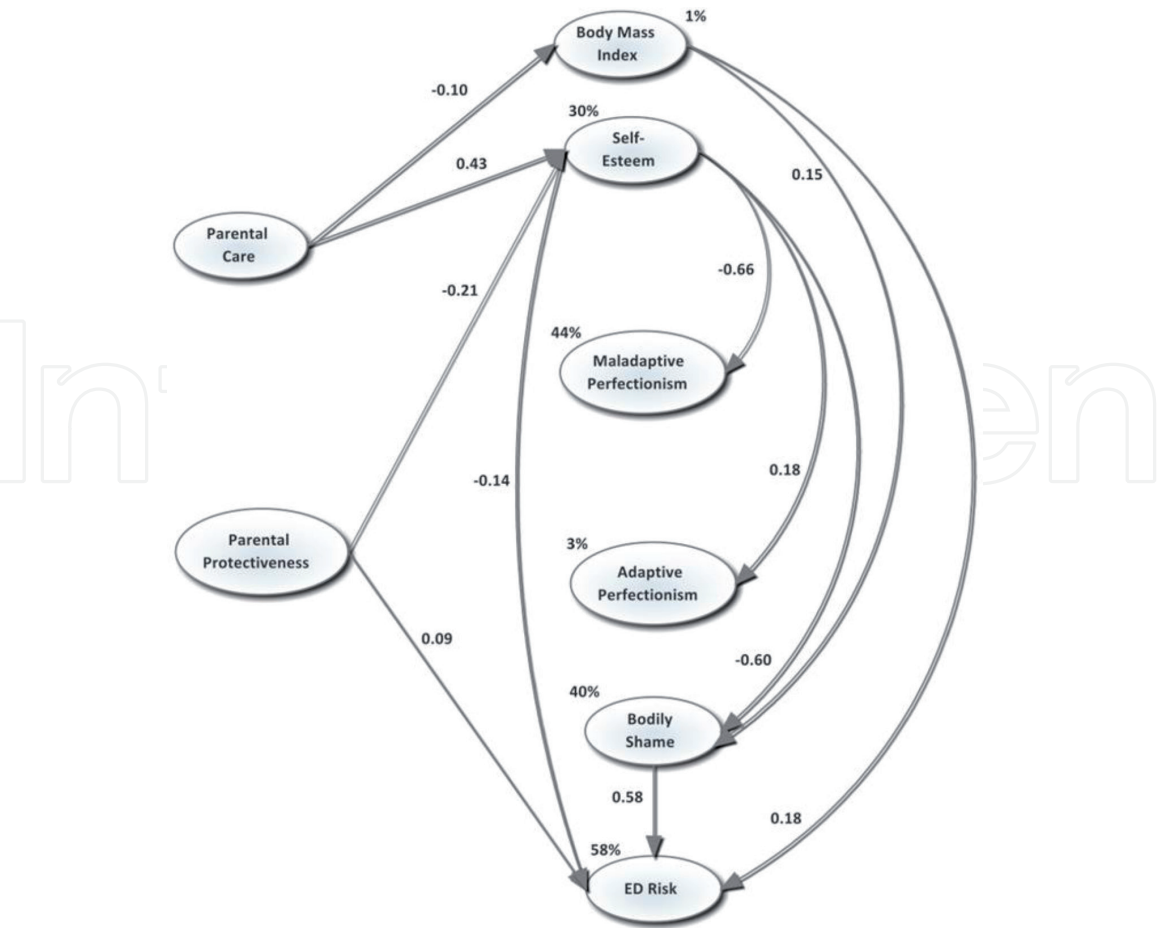 1%
Body Mass
Index
-0.10
30%
Self-
Esteem
0.43
0.15
Parental
Care
-0.21
-0.66
44%
Maladaptive
Perfectionism
In
en
-0.14
0.18
Parental
Protectiveness
3%
Adaptive
Perfectionism
0.09
-0.60
40%
Bodily
Shame
0.58
0.18
58%
ED Risk